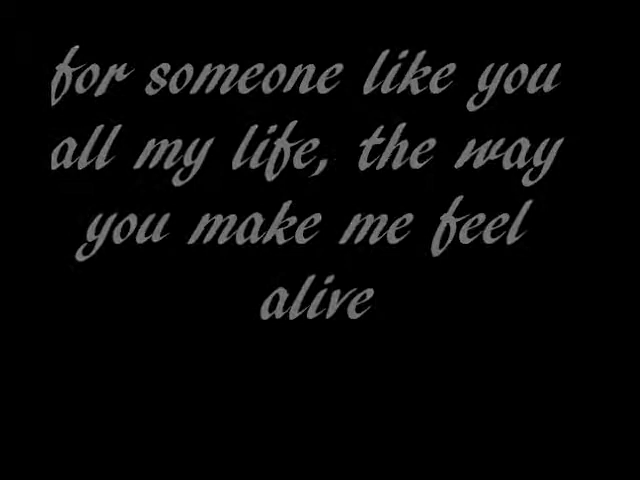 for someone like you
all my life, the way
you make me feel
alive